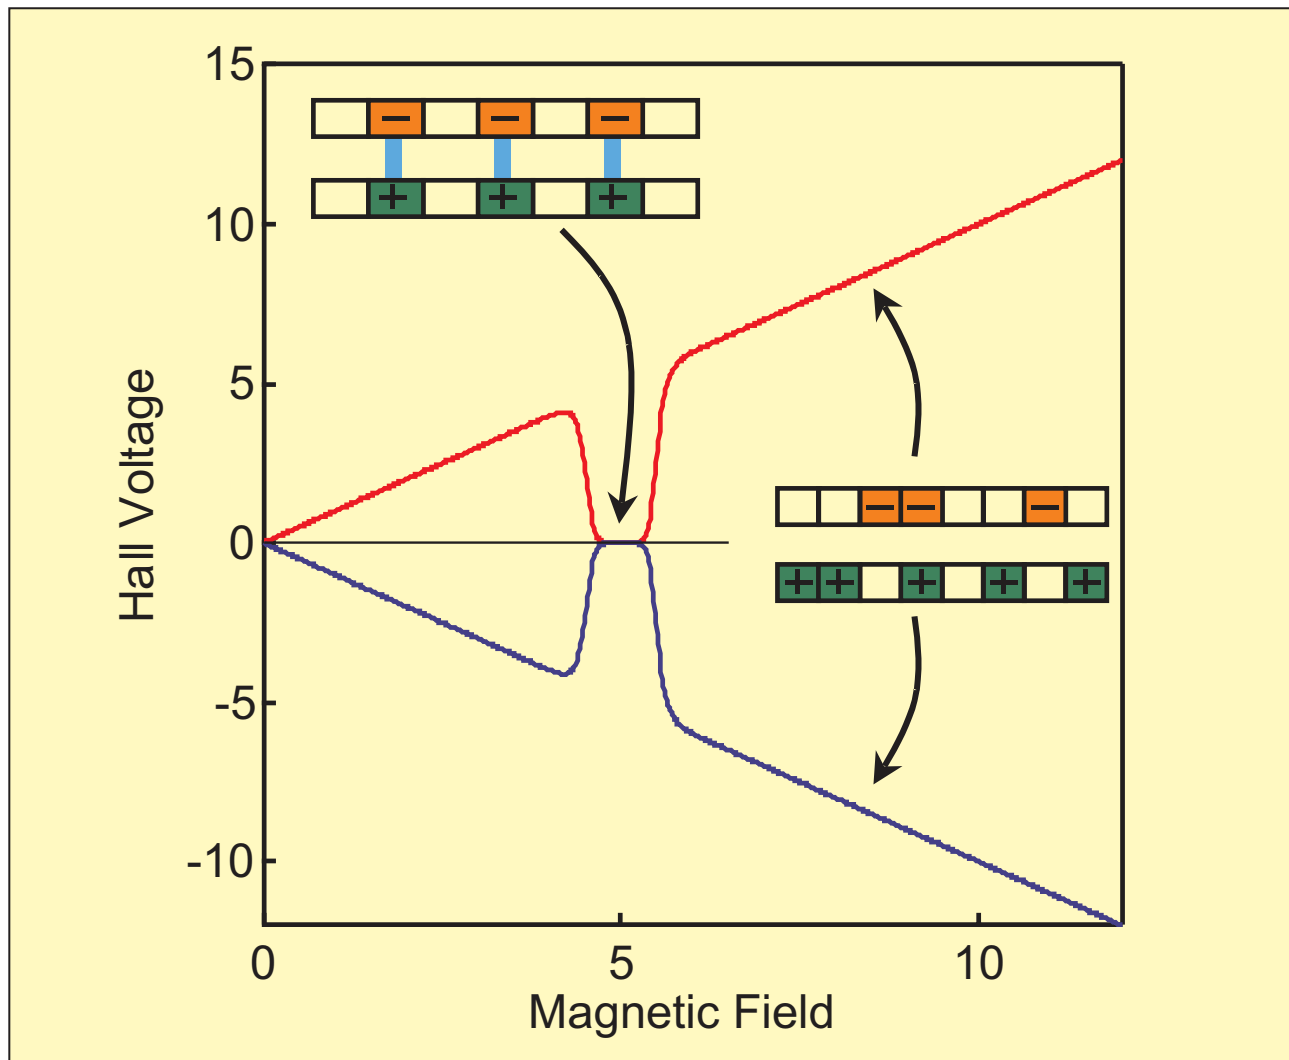 15
− − −
+ + +
10
5
0
-5
-10
− − −
+ + + + +
0 5 10
Hall Voltage
Magnetic Field